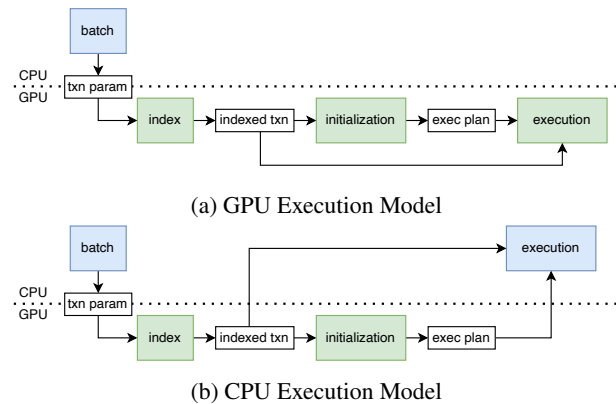 batch
CPU
GPU
txn param
index
indexed txn
initialization
exec plan
execution
(a) GPU Execution Model
batch
execution
CPU
GPU
txn param
index
indexed txn
initialization
exec plan
(b) CPU Execution Model